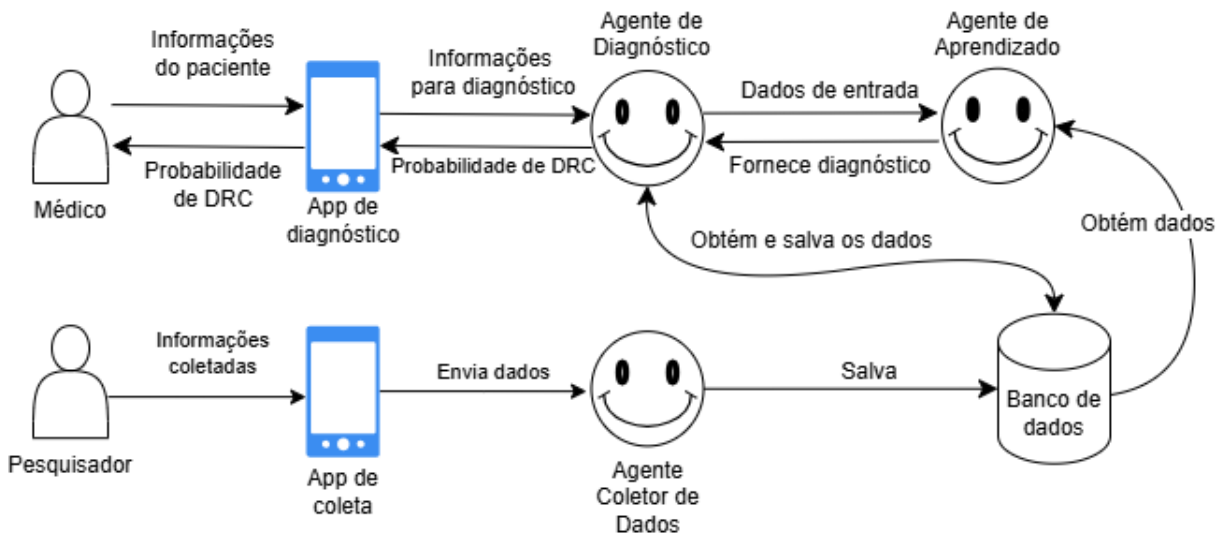 Informações
do paciente
Probabilidade
de DRC
Médico
App de
diagnóstico
Informações
para diagnóstico
Probabilidade de DRC
Agente de
Diagnóstico
Dados de entrada
Fornece diagnóstico
Agente de
Aprendizado
Obtém e salva os dados
Obtém dados
Pesquisador
Informações
coletadas
App de
coleta
Envia dados
Agente
Coletor de
Dados
Salva
Banco de
dados